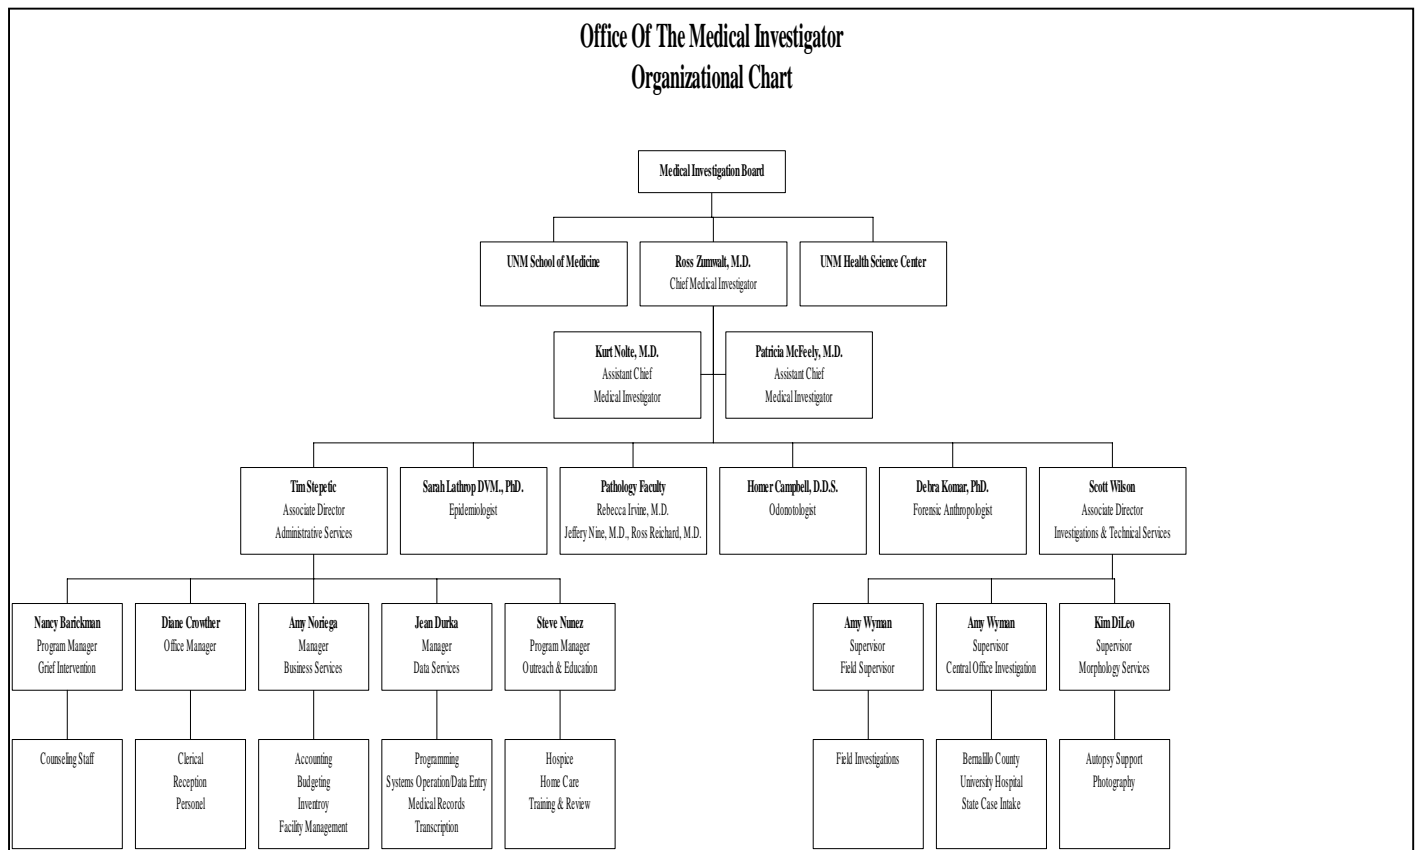 Office Of The Medical Investigator
Organizational Chart
Medical Investigation Board
UNM School of Medicine
Ross Zumwalt, M.D.
Chief Medical Investigator
UNM Health Science Center
Kurt Nolte, M.D.
Assistant Chief
Medical Investigator
Patricia McFeely, M.D.
Assistant Chief
Medical Investigator
Tim Stepetic
Associate Director
Administrative Services
Sarah Lathrop DVM., PhD.
Epidemiologist
Pathology Faculty
Rebecca Irvine, M.D.
Jeffery Nine, M.D., Ross Reichard, M.D.
Homer Campbell, D.D.S.
Odonotologist
Debra Komar, PhD.
Forensic Anthropologist
Scott Wilson
Associate Director
Investigations & Technical Services
Nancy Barickman
Program Manager
Grief Intervention
Diane Crowther
Office Manager
Amy Noriega
Manager
Business Services
Jean Durka
Manager
Data Services
Steve Nunez
Program Manager
Outreach & Education
Amy Wyman
Supervisor
Field Supervisor
Amy Wyman
Supervisor
Central Office Investigation
Kim DiLeo
Supervisor
Morphology Services
Counseling Staff
Clerical
Reception
Personel
Accounting
Budgeting
Inventroy
Facility Management
Programming
Systems Operation/Data Entry
Medical Records
Transcription
Hospice
Home Care
Training & Review
Field Investigations
Bernalillo County
University Hospital
State Case Intake
Autopsy Support
Photography